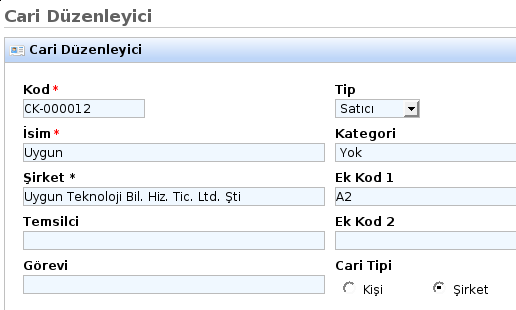 Cari Düzenleyici
Cari Düzenleyici
Kod *
Tip
CK-000012
Satıcı
İsim *
Kategori
Uygun
Yok
Şirket *
Ek Kod 1
Uygun Teknoloji Bil. Hiz. Tic. Ltd. Şti
A2
Temsilci
Ek Kod 2
Görevi
Cari Tipi
Kişi
Şirket